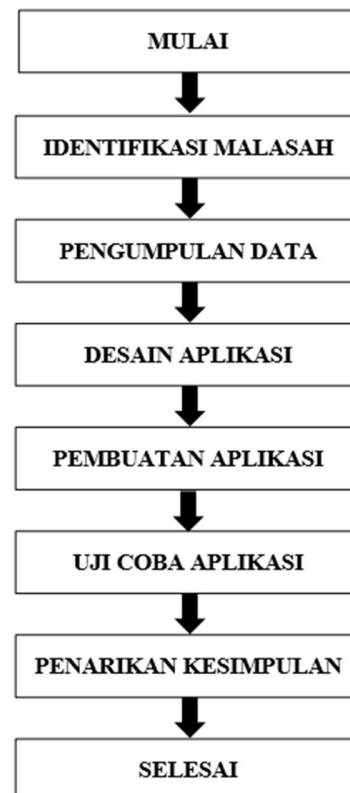 MULAI
IDENTIFIKASI MALASAH
PENGUMPULAN DATA
DESAIN APLIKASI
PEMBUATAN APLIKASI
UJI COBA APLIKASI
PENARIKAN KESIMPULAN
SELESAI